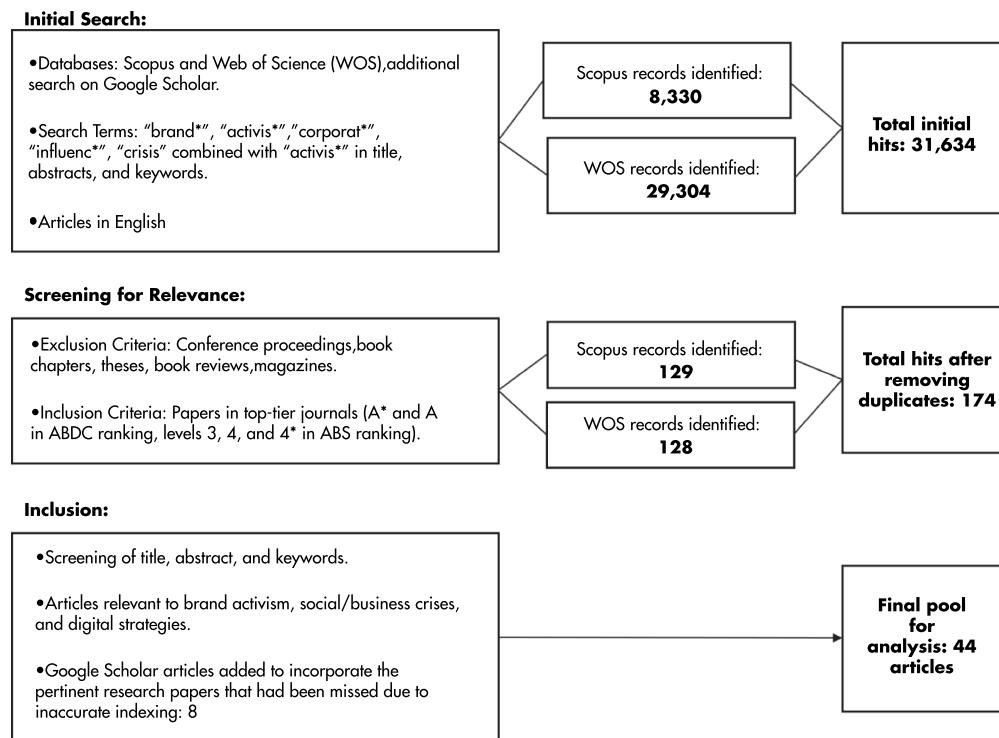 Initial Search:
•Databases: Scopus and Web of Science (WOS),additional
search on Google Scholar.
•Search Terms: “brand*”, “activis*”,“corporat*”,
“influenc*”, “crisis” combined with “activis*” in title,
abstracts, and keywords.
•Articles in English
Scopus records identified:
8,330
WOS records identified:
29,304
Total initial
hits: 31,634
Screening for Relevance:
•Exclusion Criteria: Conference proceedings,book
chapters, theses, book reviews,magazines.
•Inclusion Criteria: Papers in top-tier journals (A* and A
in ABDC ranking, levels 3, 4, and 4* in ABS ranking).
Scopus records identified:
129
WOS records identified:
128
Total hits after
removing
duplicates: 174
Inclusion:
•Screening of title, abstract, and keywords.
•Articles relevant to brand activism, social/business crises,
and digital strategies.
•Google Scholar articles added to incorporate the
pertinent research papers that had been missed due to
inaccurate indexing: 8
Final pool
for
analysis: 44
articles